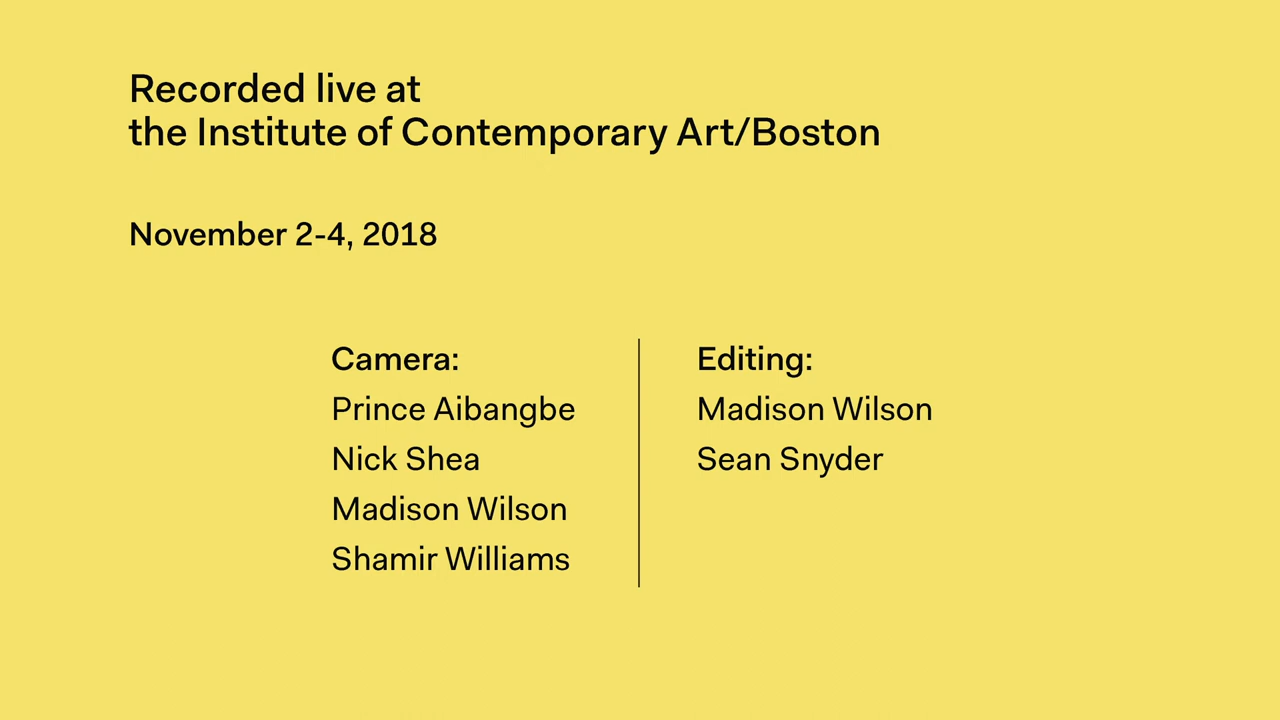 Recorded live at
the Institute of Contemporary Art/Boston
November 2-4, 2018
Camera:
Prince Aibangbe
Nick Shea
Madison Wilson
Shamir Williams
Editing:
Madison Wilson
Sean Snyder